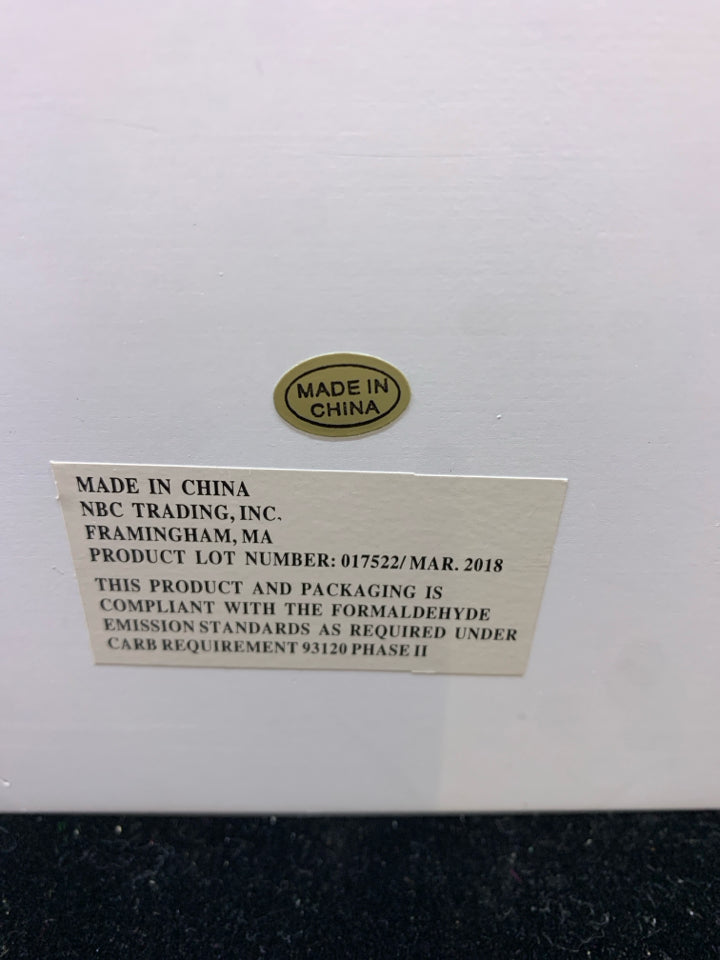 MADE IN
CHINA
MADE IN CHINA
NBC TRADING, INC.
FRAMINGHAM, MA
PRODUCT LOT NUMBER: 017522/ MAR. 2018
THIS PRODUCT AND PACKAGING IS
COMPLIANT WITH THE FORMALDEHYDE
EMISSION STANDARDS AS REQUIRED UNDER
CARB REQUIREMENT 93120 PHASE II